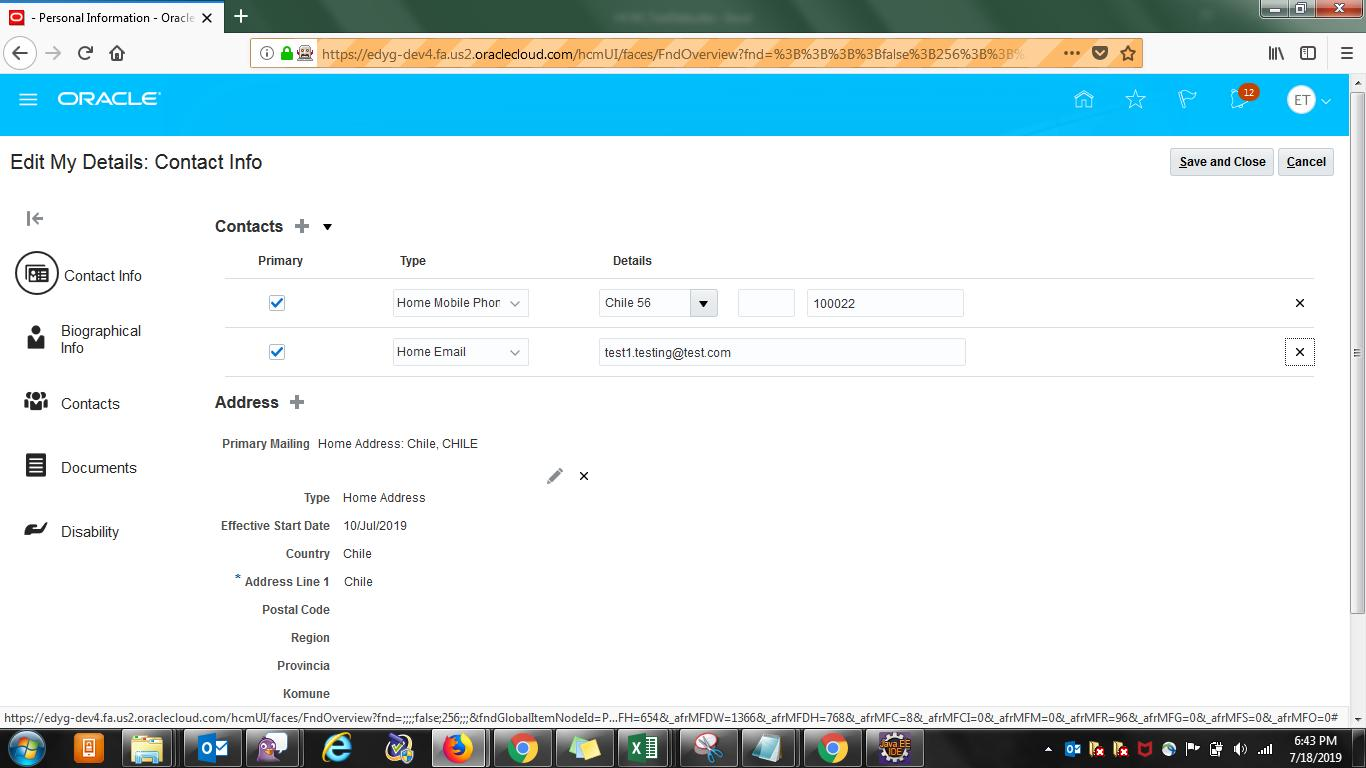 - Personal Information - Oracle
https://edyg-dev4.fa.us2.oraclecloud.com/hcmUI/faces/FndOverview?fnd=%3B%3B%3B%3Bfalse%3B256%3B%3B%
ORACLE
12
ET
Edit My Details: Contact Info
Save and Close
Cancel
Contact Info
Biographical
Info
Contacts
Documents
Disability
Contacts
Primary Type Details
Home Mobile Phon Chile 56 100022
Home Email test1.testing@test.com
Address
Primary Mailing Home Address: Chile, CHILE
Type Home Address
Effective Start Date 10/Jul/2019
Country Chile
* Address Line 1 Chile
Postal Code
Region
Provincia
Komune
https://edyg-dev4.fa.us2.oraclecloud.com/hcmUI/faces/FndOverview?fnd=;;;;false;256;;;&fndGlobalItemNodeId=P...FH=654&_afrMFDW=1366&_afrMFDH=768&_afrMFC=8&_afrMFCI=0&_afrMFM=0&_afrMFR=96&_afrMFG=0&_afrMFS=0&_afrMFO=0#
Java EE
IDE
6:43 PM
7/18/2019